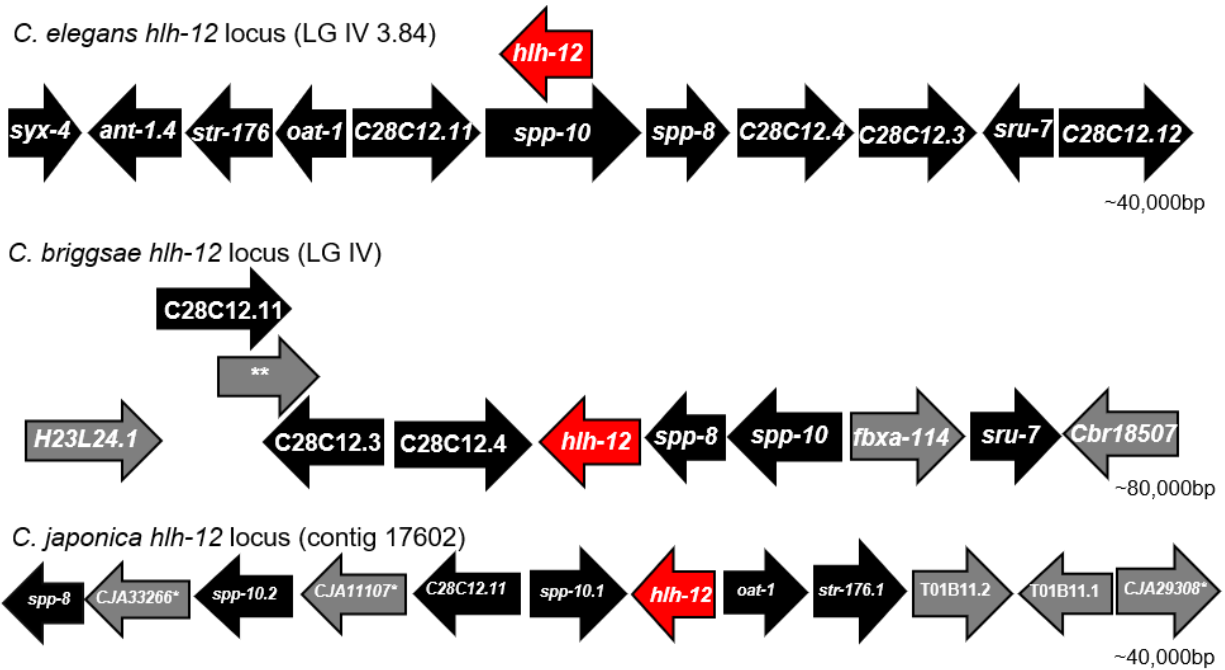 C. elegans hlh-12 locus (LG IV 3.84)
hlh-12
syx-4 ant-1.4 str-176 oat-1 C28C12.11 spp-10 spp-8 C28C12.4 C28C12.3 sru-7 C28C12.12
~40,000bp
C. briggsae hlh-12 locus (LG IV)
C28C12.11
**
H23L24.1 C28C12.3 C28C12.4 hlh-12 spp-8 spp-10 fbxa-114 sru-7 Cbr18507
~80,000bp
C. japonica hlh-12 locus (contig 17602)
spp-8 CJA33266* spp-10.2 CJA11107* C28C12.11 spp-10.1 hlh-12 oat-1 str-176.1 T01B11.2 T01B11.1 CJA29308*
~40,000bp